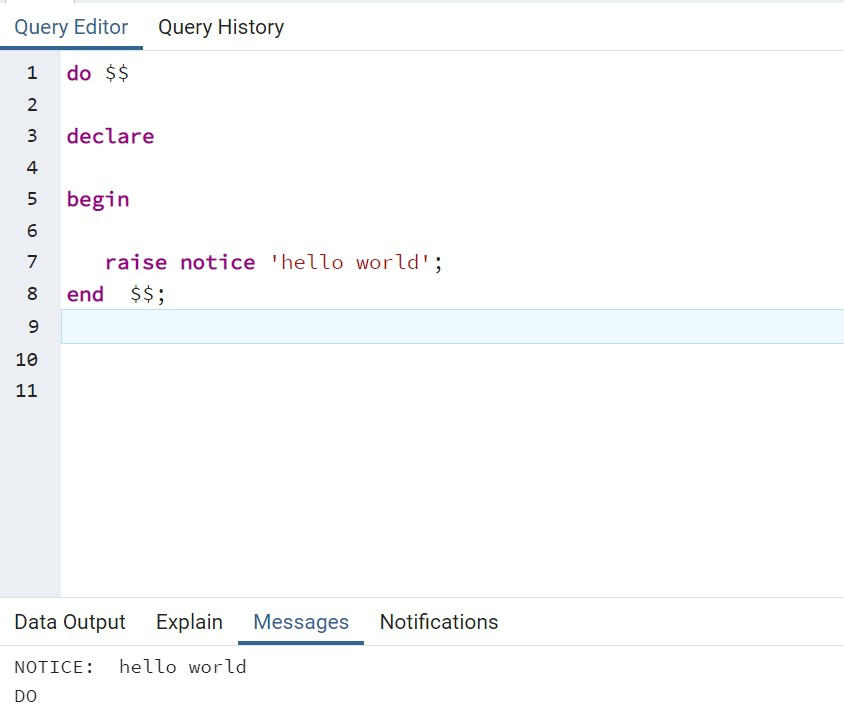 Query Editor Query History
1 do $$
2
3 declare
4
5 begin
6
7 raise notice 'hello world';
8 end  $$;
9
10
11
Data Output Explain Messages Notifications
NOTICE:  hello world
DO